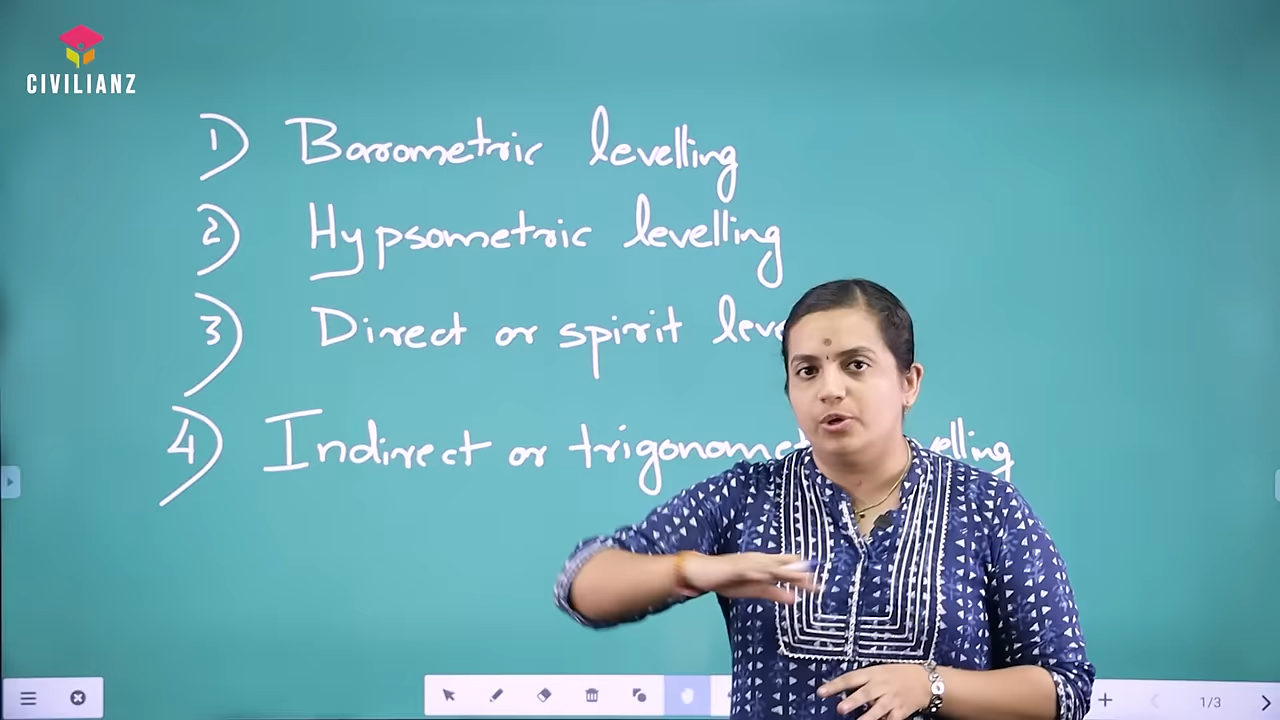 CIVILIANZ
1) Barometric levelling
2) Hypsometric levelling
3) Direct or spirit
4) Indirect or
1/3